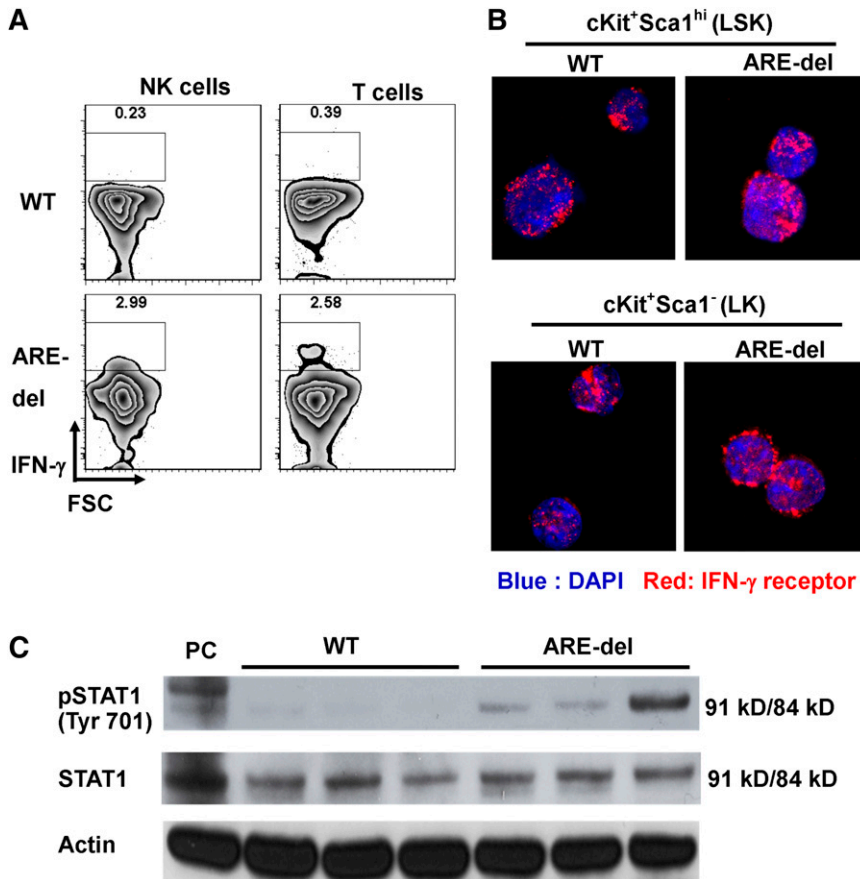 A
NK cells
T cells
0.23
0.39
WT
2.99
2.58
ARE-
del
IFN-γ
FSC
B
cKit⁺Sca1ʰⁱ (LSK)
WT
ARE-del
cKit⁺Sca1⁻ (LK)
WT
ARE-del
Blue : DAPI Red: IFN-γ receptor
C
PC
WT
ARE-del
pSTAT1
(Tyr 701)
91 kD/84 kD
STAT1
91 kD/84 kD
Actin